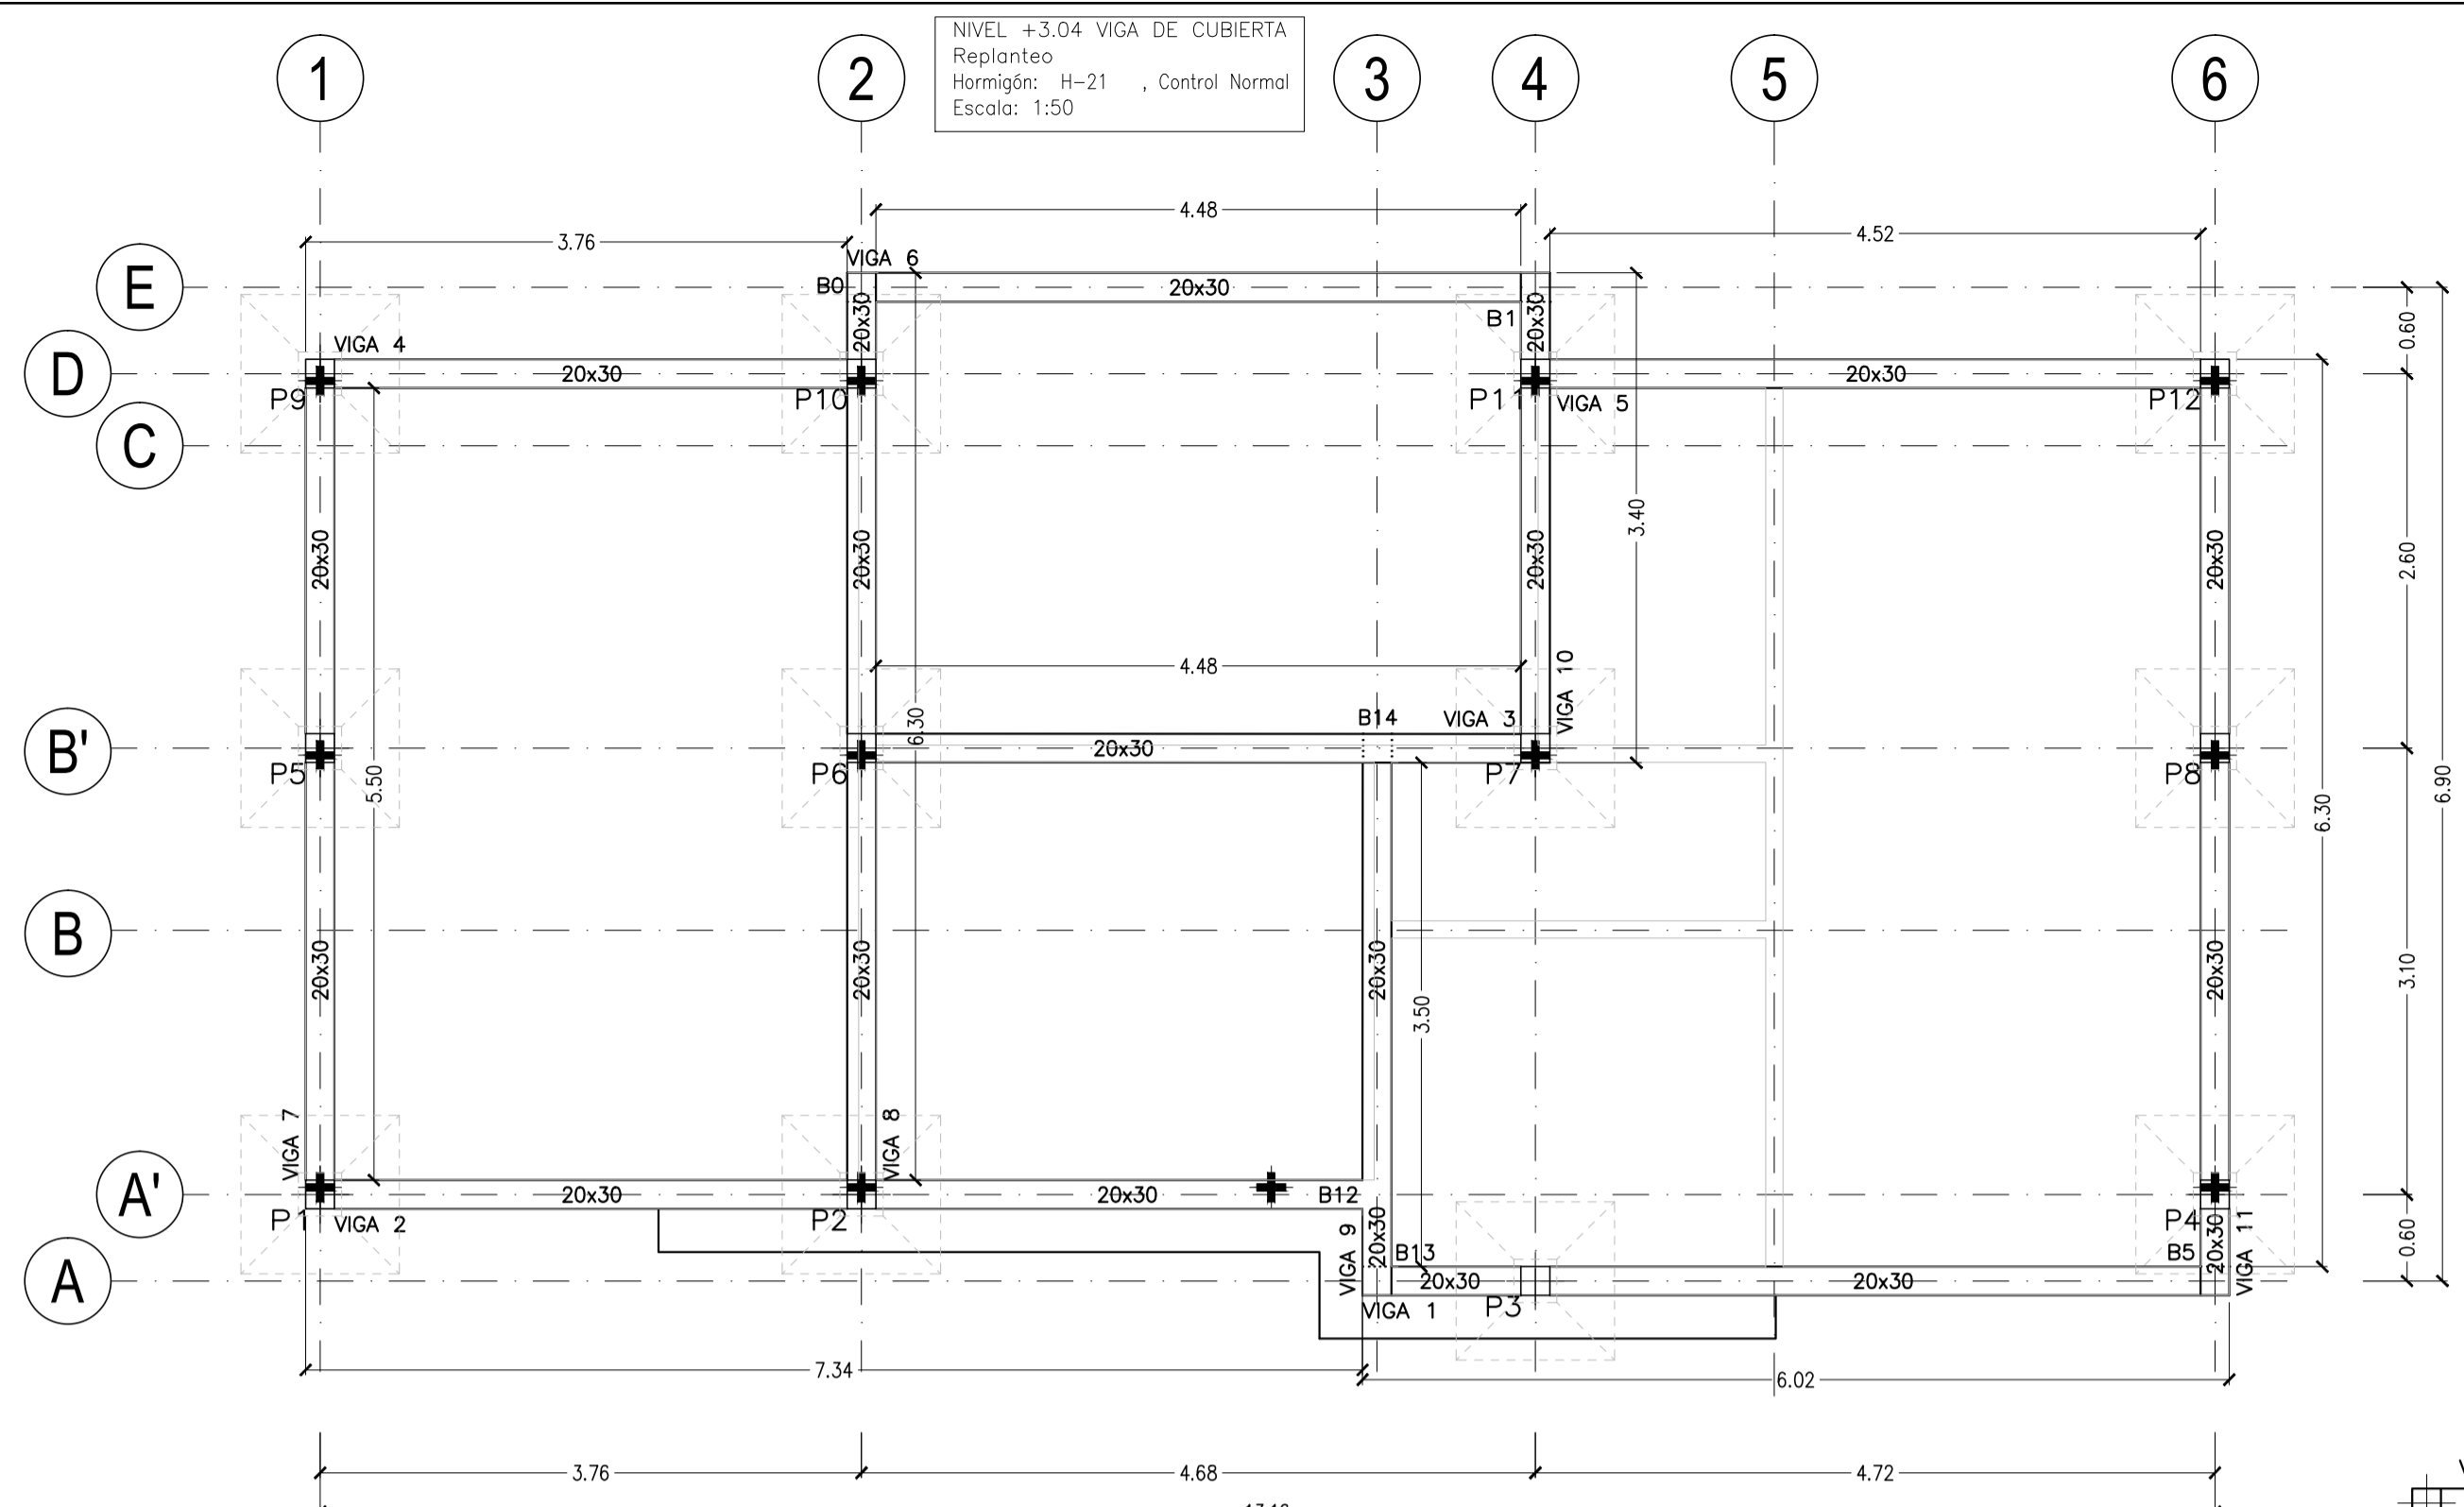 NIVEL +3.04 VIGA DE CUBIERTA
Replanteo
Hormigón: H-21 , Control Normal
Escala: 1:50
1
2
3
4
5
6
4.48
4.52
3.76
VIGA 6
E
B0
20x30
20x30
B1
20x30
0.60
VIGA 4
D
20x30
20x30
P9
P10
P11
VIGA 5
P12
C
3.40
20x30
20x30
20x30
20x30
2.60
4.48
VIGA 10
B14
VIGA 3
6.30
B'
20x30
P5
5.50
P6
P7
P8
6.90
6.30
B
20x30
20x30
20x30
20x30
3.10
3.50
VIGA 7
VIGA 8
A'
20x30
20x30
B12
P1
VIGA 2
P2
P4
VIGA 9
20x30
B13
B5
20x30
VIGA 11
0.60
A
20x30
20x30
P3
VIGA 1
7.34
6.02
3.76
4.68
4.72